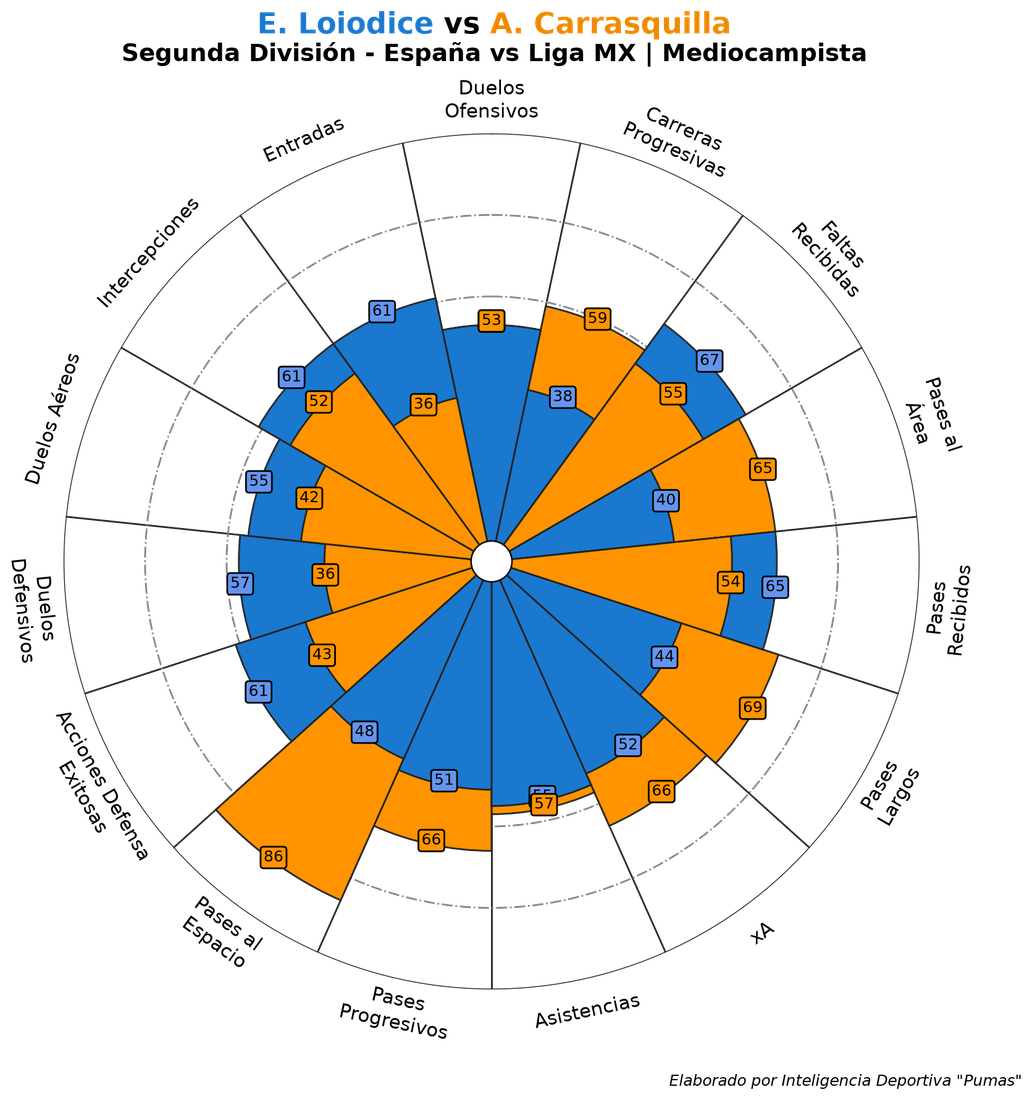 E. Loiodice vs A. Carrasquilla
Segunda División - España vs Liga MX | Mediocampista
Duelos
Ofensivos
53
Carreras
Progresivas
59
38
Faltas
Recibidas
67
55
Pases al
Área
65
40
Pases
Recibidos
54
65
Pases
Largos
44
69
xA
52
66
Asistencias
55
57
Pases
Progresivos
51
66
Pases al
Espacio
48
86
Acciones Defensa
Exitosas
43
61
Duelos
Defensivos
57
36
Duelos Aéreos
55
42
Intercepciones
61
52
Entradas
61
36
Elaborado por Inteligencia Deportiva "Pumas"